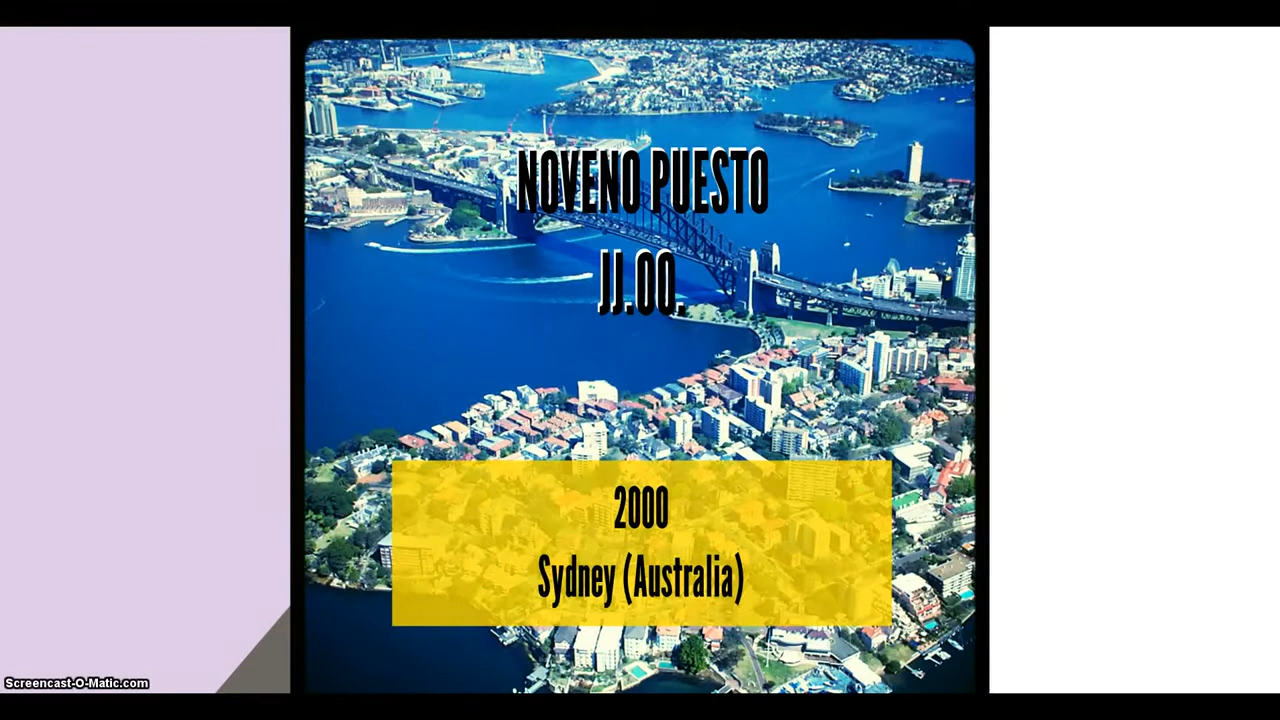 NOVENO PUESTO
JJ.OO.
2000
Sydney (Australia)
Screencast-O-Matic.com